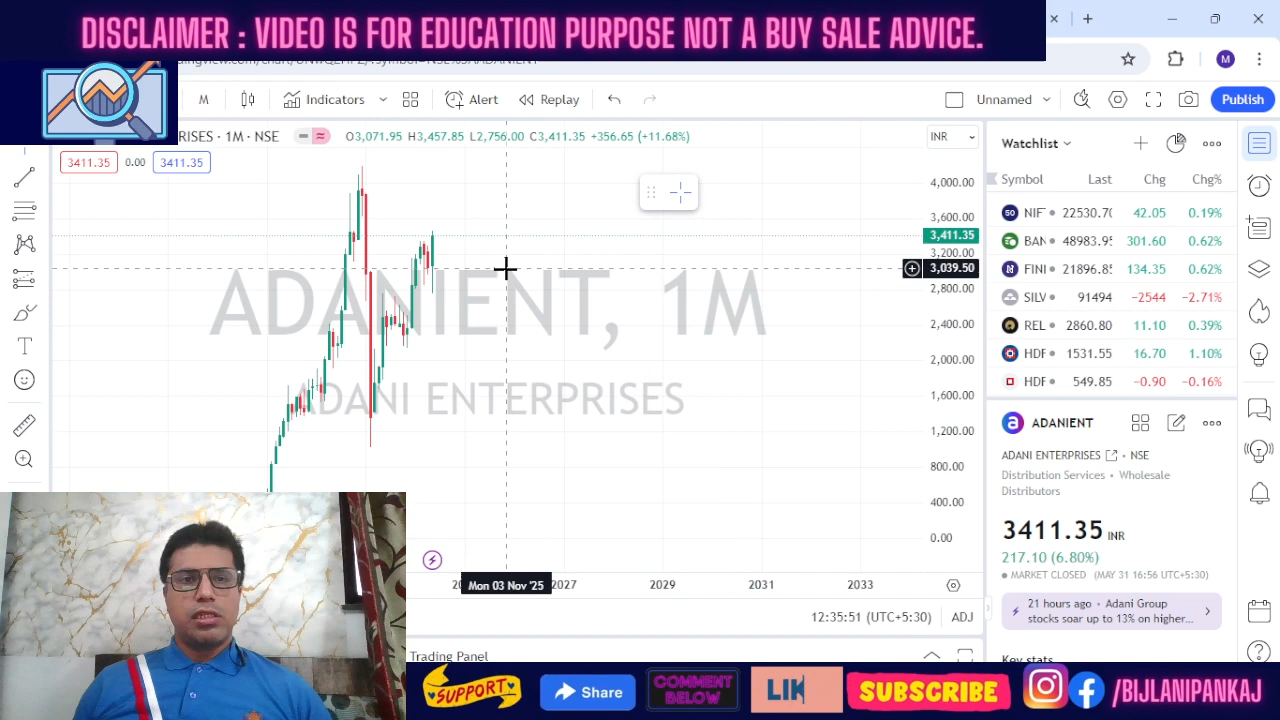 DISCLAIMER : VIDEO IS FOR EDUCATION PURPOSE NOT A BUY SALE ADVICE.
M Indicators Alert Replay Unnamed Publish
M
RISES · 1M · NSE O3,071.95 H3,457.85 L2,756.00 C3,411.35 +356.65 (+11.68%)
INR
3411.35 0.00 3411.35
4,000.00
3,600.00
3,411.35
3,200.00
3,039.50
2,800.00
2,400.00
2,000.00
1,600.00
1,200.00
800.00
400.00
0.00
ADANIENT, 1M
ADANI ENTERPRISES
Mon 03 Nov '25 2027 2029 2031 2033
12:35:51 (UTC+5:30) ADJ
Trading Panel
Watchlist
Symbol Last Chg Chg%
50 NIF 22530.70 42.05 0.19%
BAN 48983.95 301.60 0.62%
FINI 21896.85 134.35 0.62%
SILV 91494 −2544 −2.71%
REL 2860.80 11.10 0.39%
HDF 1531.55 16.70 1.10%
HDF 549.85 −0.90 −0.16%
a ADANIENT
ADANI ENTERPRISES • NSE
Distribution Services • Wholesale
Distributors
3411.35 INR
217.10 (6.80%)
MARKET CLOSED (MAY 31 16:56 UTC+5:30)
21 hours ago • Adani Group
stocks soar up to 13% on higher...
Key stats
SUPPORT
Share
COMMENT
BELOW
LIK
SUBSCRIBE